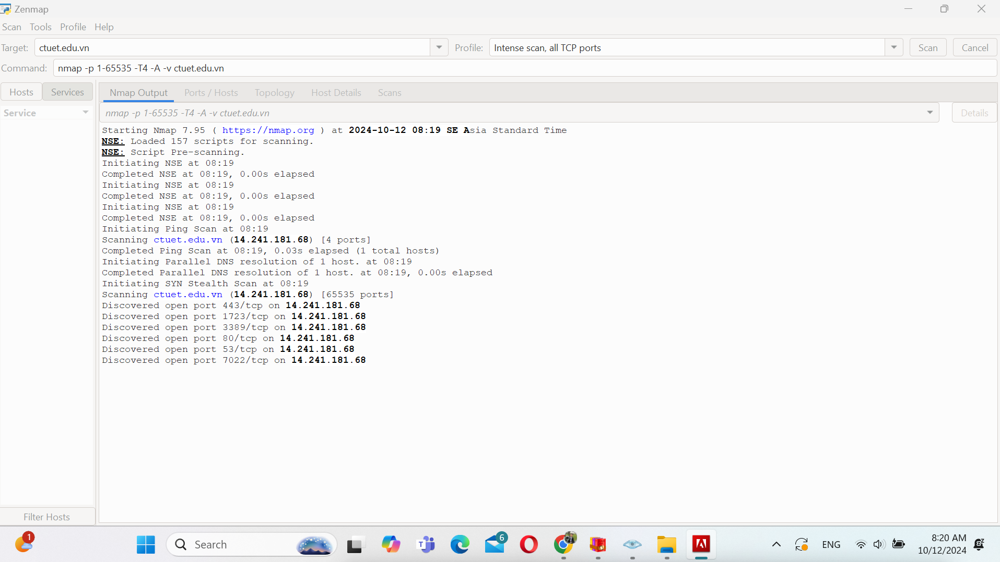 Zenmap
Scan Tools Profile Help
Target: ctuet.edu.vn Profile: Intense scan, all TCP ports Scan Cancel
Command: nmap -p 1-65535 -T4 -A -v ctuet.edu.vn
Hosts Services
Service
Nmap Output Ports / Hosts Topology Host Details Scans
nmap -p 1-65535 -T4 -A -v ctuet.edu.vn Details
Starting Nmap 7.95 ( https://nmap.org ) at 2024-10-12 08:19 SE Asia Standard Time
NSE: Loaded 157 scripts for scanning.
NSE: Script Pre-scanning.
Initiating NSE at 08:19
Completed NSE at 08:19, 0.00s elapsed
Initiating NSE at 08:19
Completed NSE at 08:19, 0.00s elapsed
Initiating NSE at 08:19
Completed NSE at 08:19, 0.00s elapsed
Initiating Ping Scan at 08:19
Scanning ctuet.edu.vn (14.241.181.68) [4 ports]
Completed Ping Scan at 08:19, 0.03s elapsed (1 total hosts)
Initiating Parallel DNS resolution of 1 host. at 08:19
Completed Parallel DNS resolution of 1 host. at 08:19, 0.00s elapsed
Initiating SYN Stealth Scan at 08:19
Scanning ctuet.edu.vn (14.241.181.68) [65535 ports]
Discovered open port 443/tcp on 14.241.181.68
Discovered open port 1723/tcp on 14.241.181.68
Discovered open port 3389/tcp on 14.241.181.68
Discovered open port 80/tcp on 14.241.181.68
Discovered open port 53/tcp on 14.241.181.68
Discovered open port 7022/tcp on 14.241.181.68
Filter Hosts
1
Search
6
ENG
8:20 AM
10/12/2024